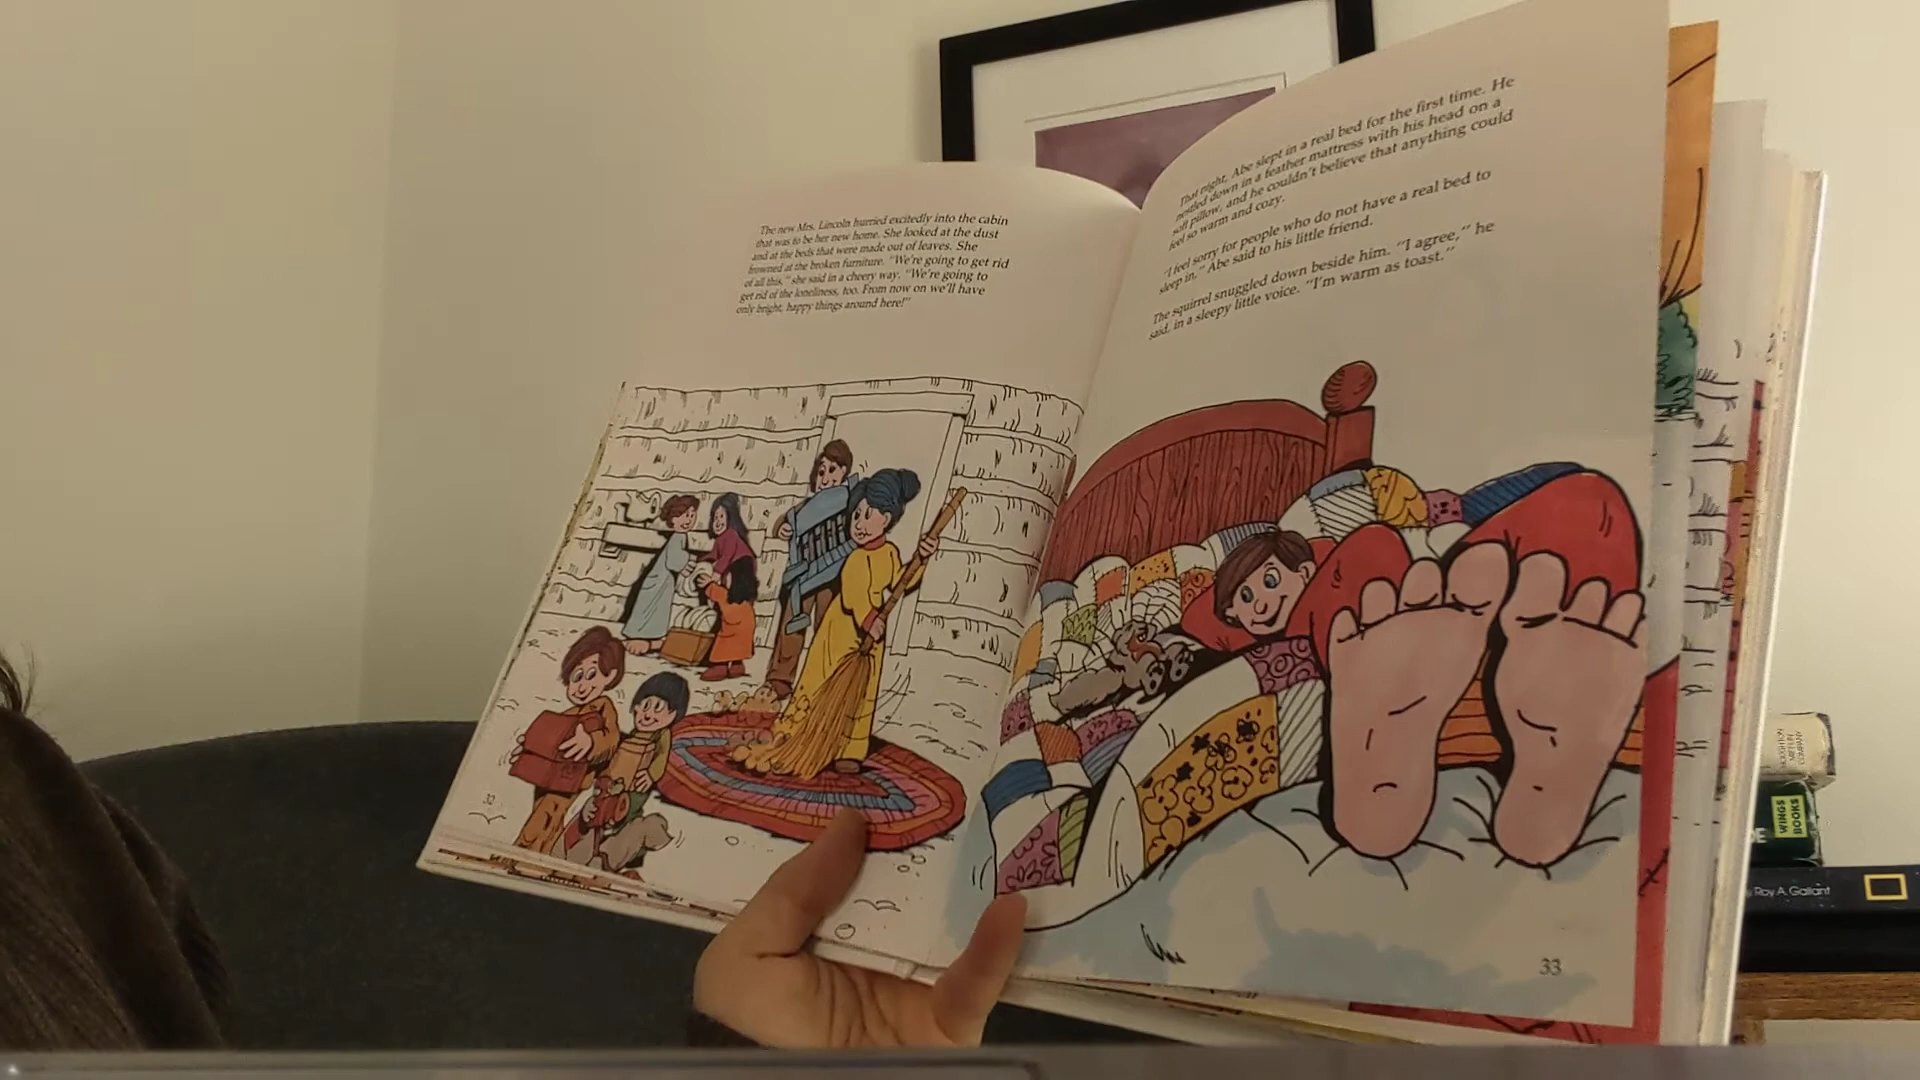 The new Mrs. Lincoln hurried excitedly into the cabin
that was to be her new home. She looked at the dust
and at the beds that were made out of leaves. She
frowned at the broken furniture. "We're going to get rid
of all this," she said in a cheery way. "We're going to
get rid of the loneliness, too. From now on we'll have
only bright, happy things around here!"
32
That night, Abe slept in a real bed for the first time. He
nestled down in a feather mattress with his head on a
soft pillow, and he couldn't believe that anything could
feel so warm and cozy.
"I feel sorry for people who do not have a real bed to
sleep in," Abe said to his little friend.
The squirrel snuggled down beside him. "I agree," he
said, in a sleepy little voice. "I'm warm as toast."
33
HOUGHTON
MIFFLIN
COMPANY
WINGS
BOOKS
Roy A. Gallant